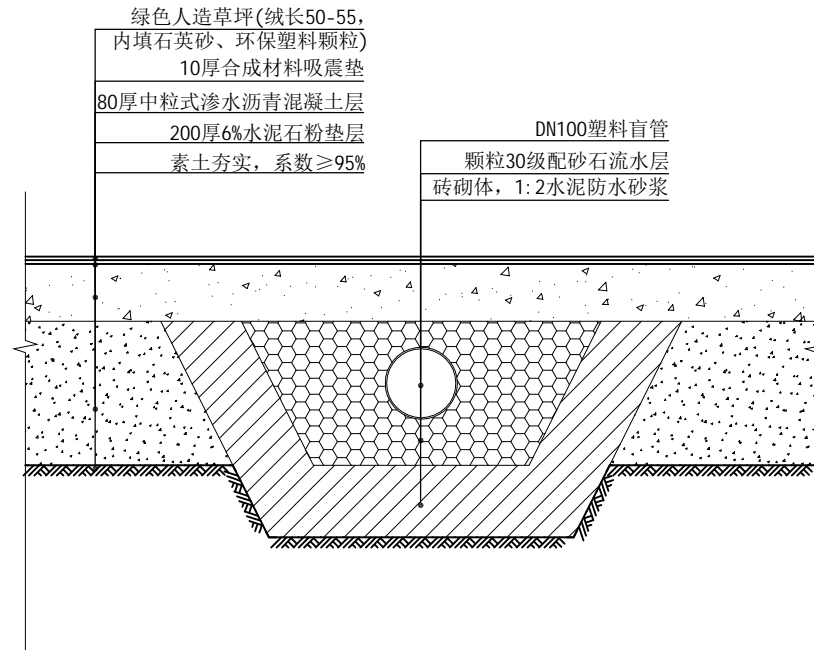 绿色人造草坪(绒长50-55,
内填石英砂、环保塑料颗粒)
10厚合成材料吸震垫
80厚中粒式渗水沥青混凝土层
200厚6%水泥石粉垫层
素土夯实，系数≥95%
DN100塑料盲管
颗粒30级配砂石流水层
砖砌体，1:2水泥防水砂浆